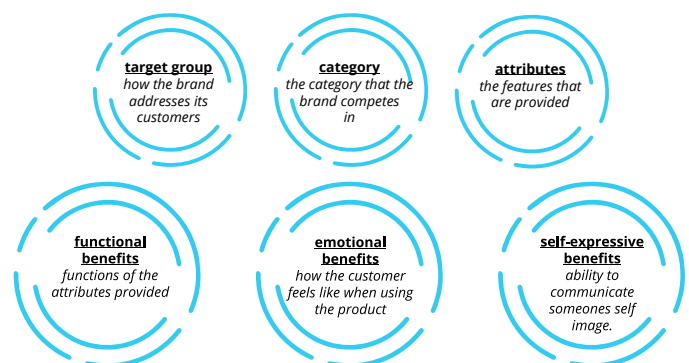 target group
how the brand
addresses its
customers
category
the category that the
brand competes
in
attributes
the features that
are provided
functional
benefits
functions of the
attributes provided
emotional
benefits
how the customer
feels like when using
the product
self-expressive
benefits
ability to
communicate
someones self
image.